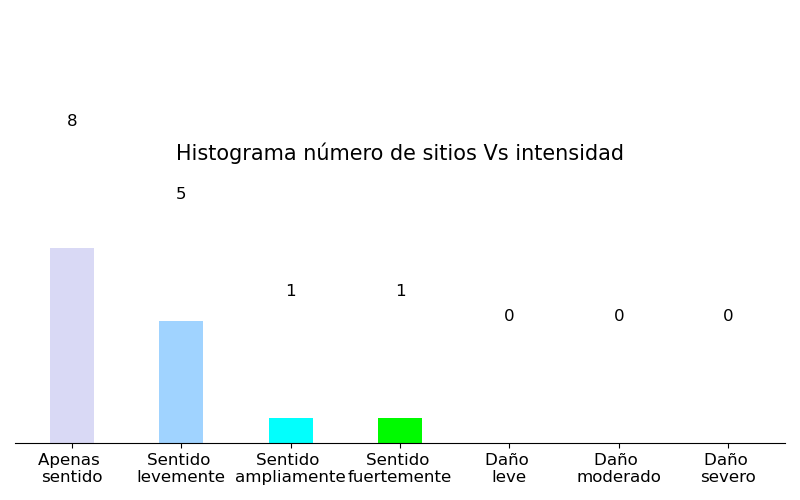 8
Histograma número de sitios Vs intensidad
5
1
1
0
0
0
Apenas
sentido
Sentido
levemente
Sentido
ampliamente
Sentido
fuertemente
Daño
leve
Daño
moderado
Daño
severo